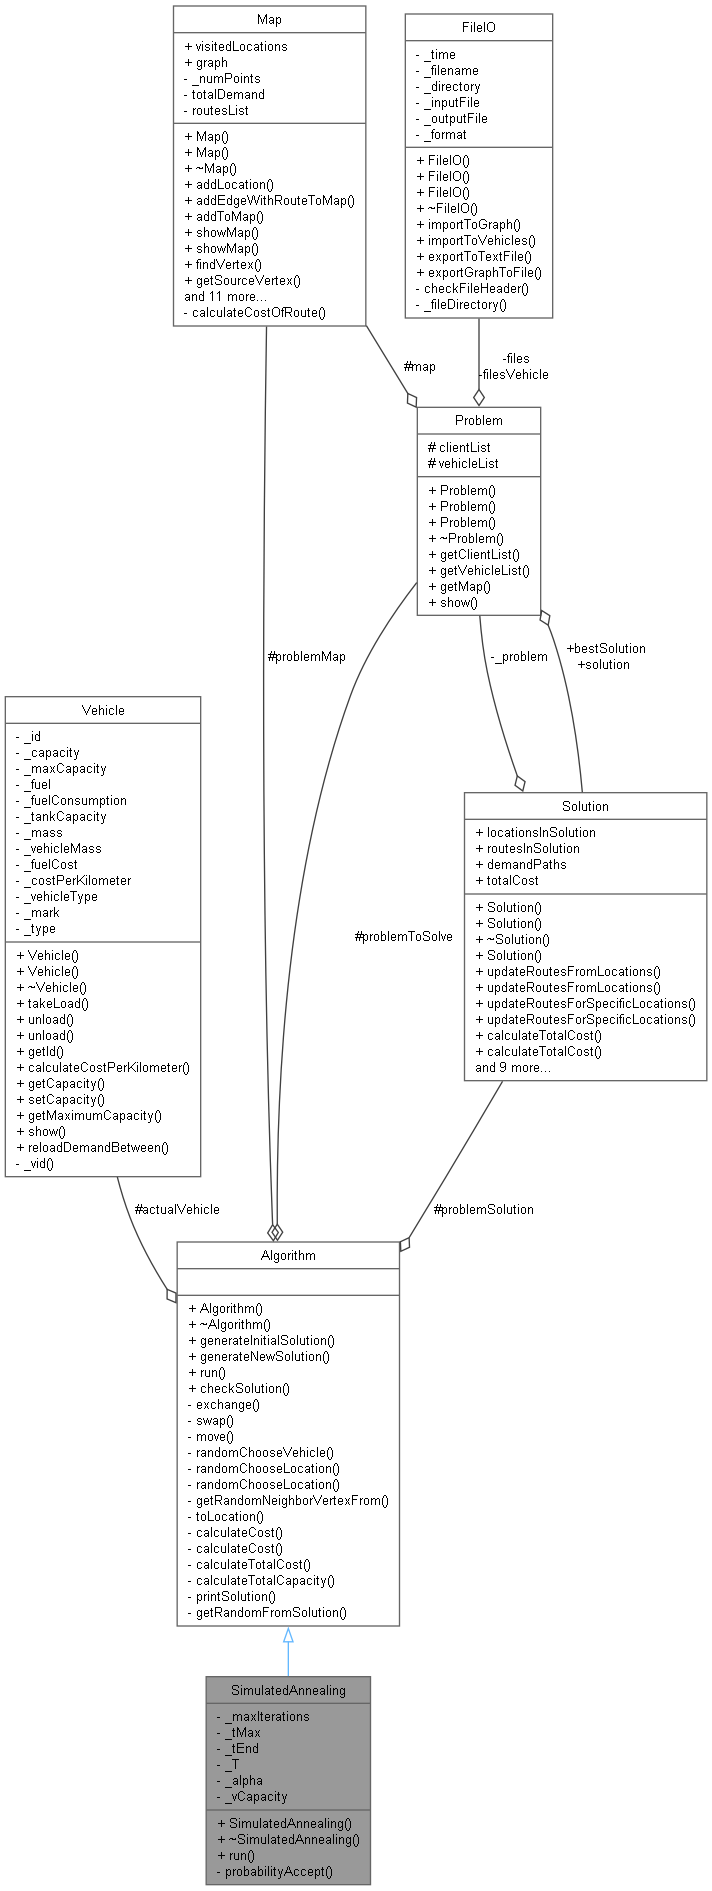 Map
+ visitedLocations
+ graph
- _numPoints
- totalDemand
- routesList
+ Map()
+ Map()
+ ~Map()
+ addLocation()
+ addEdgeWithRouteToMap()
+ addToMap()
+ showMap()
+ showMap()
+ findVertex()
+ getSourceVertex()
and 11 more...
- calculateCostOfRoute()
FileIO
- _time
- _filename
- _directory
- _inputFile
- _outputFile
- _format
+ FileIO()
+ FileIO()
+ FileIO()
+ ~FileIO()
+ importToGraph()
+ importToVehicles()
+ exportToTextFile()
+ exportGraphToFile()
- checkFileHeader()
- _fileDirectory()
#map
-files
-filesVehicle
Problem
# clientList
# vehicleList
+ Problem()
+ Problem()
+ Problem()
+ ~Problem()
+ getClientList()
+ getVehicleList()
+ getMap()
+ show()
#problemMap
-_problem
+bestSolution
+solution
Vehicle
- _id
- _capacity
- _maxCapacity
- _fuel
- _fuelConsumption
- _tankCapacity
- _mass
- _vehicleMass
- _fuelCost
- _costPerKilometer
- _vehicleType
- _mark
- _type
+ Vehicle()
+ Vehicle()
+ ~Vehicle()
+ takeLoad()
+ unload()
+ unload()
+ getId()
+ calculateCostPerKilometer()
+ getCapacity()
+ setCapacity()
+ getMaximumCapacity()
+ show()
+ reloadDemandBetween()
- _vid()
#problemToSolve
Solution
+ locationsInSolution
+ routesInSolution
+ demandPaths
+ totalCost
+ Solution()
+ Solution()
+ ~Solution()
+ Solution()
+ updateRoutesFromLocations()
+ updateRoutesFromLocations()
+ updateRoutesForSpecificLocations()
+ updateRoutesForSpecificLocations()
+ calculateTotalCost()
+ calculateTotalCost()
and 9 more...
#actualVehicle
#problemSolution
Algorithm
+ Algorithm()
+ ~Algorithm()
+ generateInitialSolution()
+ generateNewSolution()
+ run()
+ checkSolution()
- exchange()
- swap()
- move()
- randomChooseVehicle()
- randomChooseLocation()
- randomChooseLocation()
- getRandomNeighborVertexFrom()
- toLocation()
- calculateCost()
- calculateCost()
- calculateTotalCost()
- calculateTotalCapacity()
- printSolution()
- getRandomFromSolution()
SimulatedAnnealing
- _maxIterations
- _tMax
- _tEnd
- _T
- _alpha
- _vCapacity
+ SimulatedAnnealing()
+ ~SimulatedAnnealing()
+ run()
- probabilityAccept()